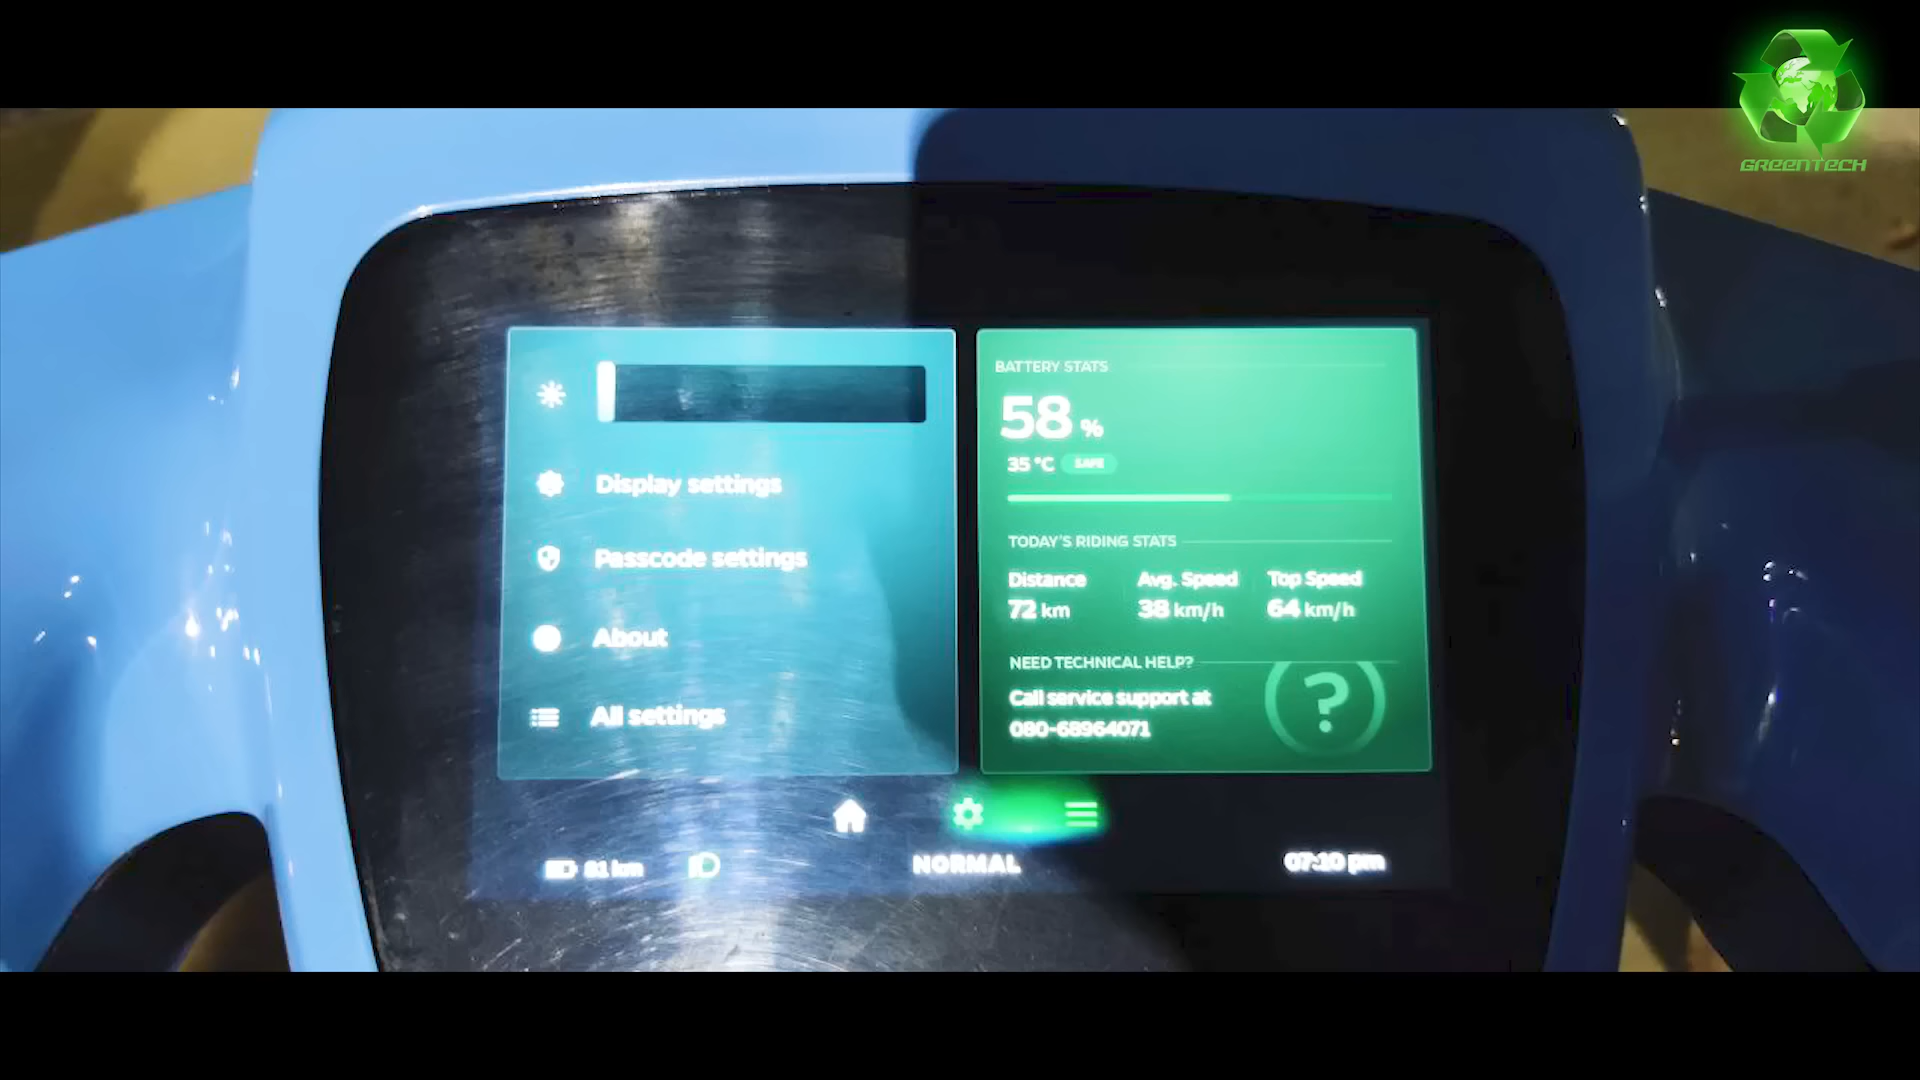 GREENTECH
Display settings
Passcode settings
About
All settings
BATTERY STATS
58 %
35 °C SAFE
TODAY'S RIDING STATS
Distance Avg. Speed Top Speed
72 km 38 km/h 64 km/h
NEED TECHNICAL HELP?
Call service support at
080-68964071
?
81 km NORMAL 07:10 pm